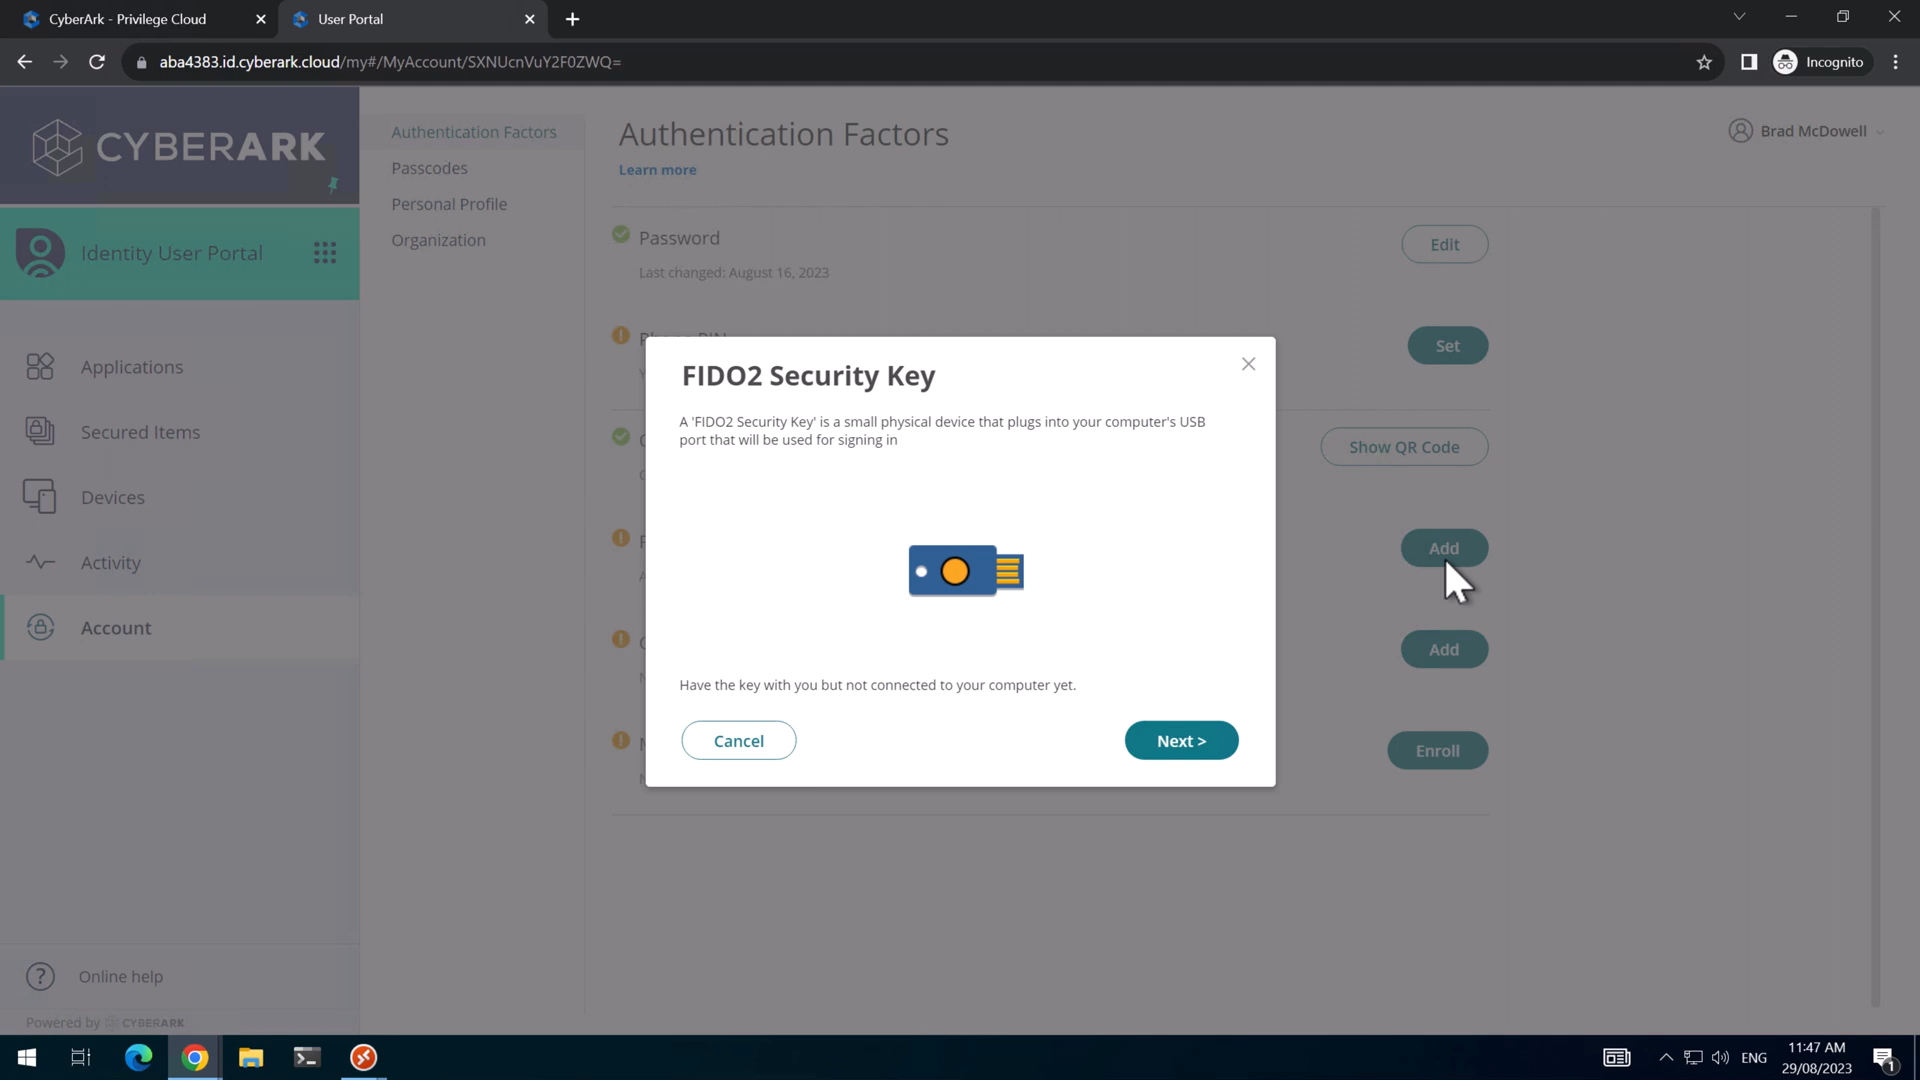 CyberArk - Privilege Cloud
User Portal
aba4383.id.cyberark.cloud/my#/MyAccount/SXNUcnVuY2F0ZWQ=
Incognito
CYBERARK
Identity User Portal
Applications
Secured Items
Devices
Activity
Account
Online help
Powered by CYBERARK
Authentication Factors
Passcodes
Personal Profile
Organization
Authentication Factors
Learn more
Brad McDowell
Password
Last changed: August 16, 2023
Edit
Set
Show QR Code
Add
Add
Enroll
FIDO2 Security Key
A 'FIDO2 Security Key' is a small physical device that plugs into your computer's USB
port that will be used for signing in
Have the key with you but not connected to your computer yet.
Cancel
Next >
ENG
11:47 AM
29/08/2023
1